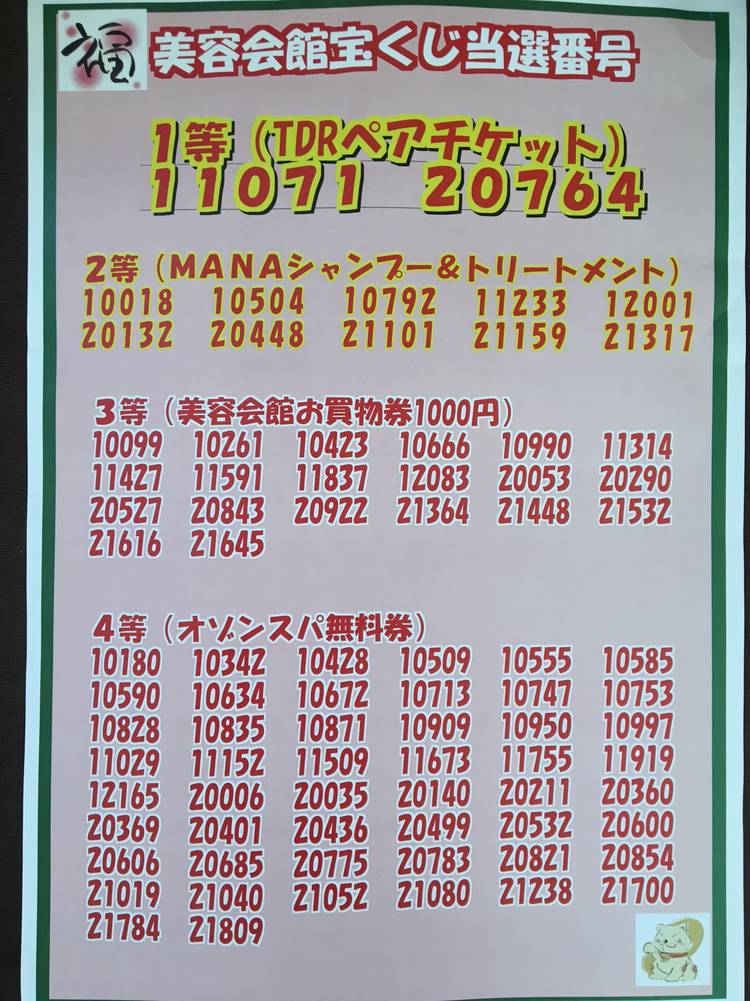 福
美容会館宝くじ当選番号
1等（TDRペアチケット）
11071 20764
2等（MANAシャンプー&トリートメント）
10018 10504 10792 11233 12001
20132 20448 21101 21159 21317
3等（美容会館お買物券1000円）
10099 10261 10423 10666 10990 11314
11427 11591 11837 12083 20053 20290
20527 20843 20922 21364 21448 21532
21616 21645
4等（オゾンスパ無料券）
10180 10342 10428 10509 10555 10585
10590 10634 10672 10713 10747 10753
10828 10835 10871 10909 10950 10997
11029 11152 11509 11673 11755 11919
12165 20006 20035 20140 20211 20360
20369 20401 20436 20499 20532 20600
20606 20685 20775 20783 20821 20854
21019 21040 21052 21080 21238 21700
21784 21809